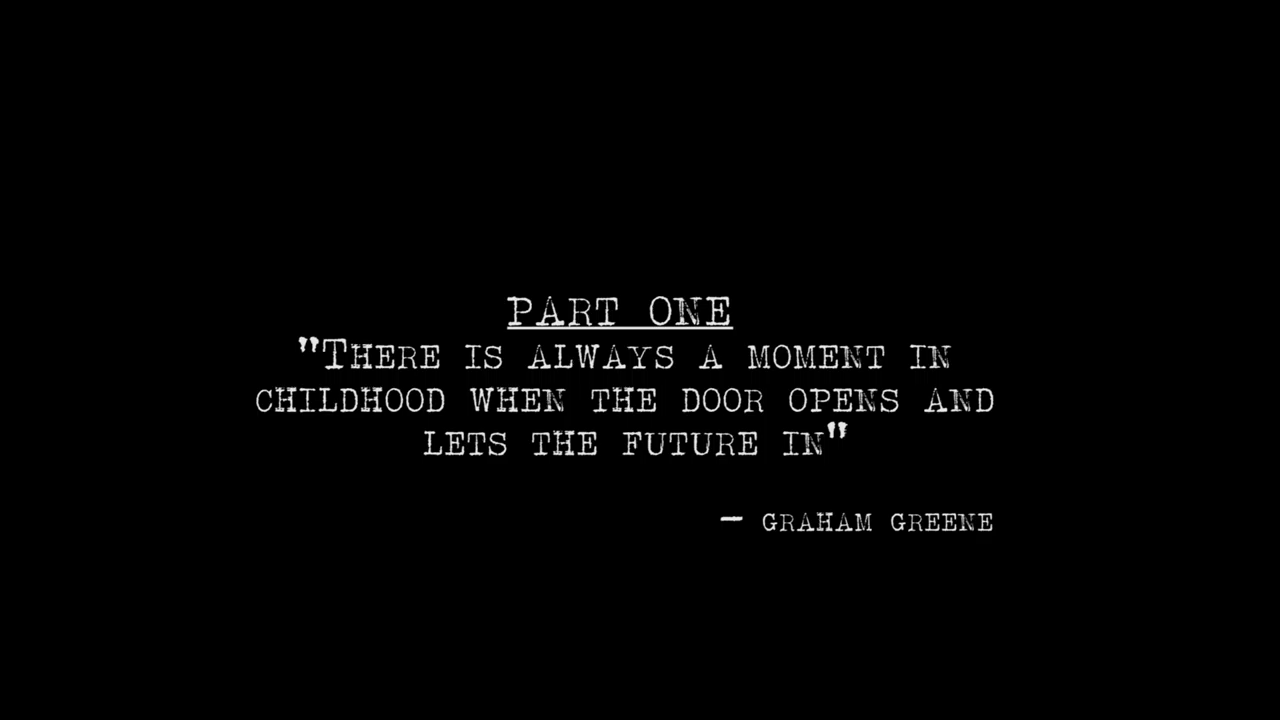 PART ONE
"THERE IS ALWAYS A MOMENT IN
CHILDHOOD WHEN THE DOOR OPENS AND
LETS THE FUTURE IN"
— GRAHAM GREENE